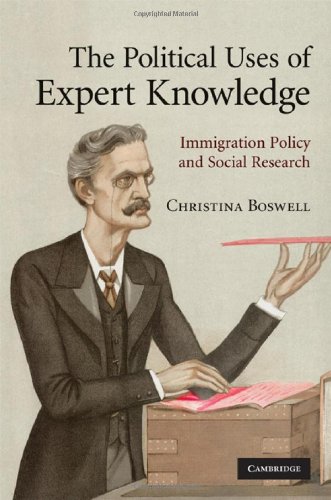 The Political Uses of
Expert Knowledge
Immigration Policy
and Social Research
CHRISTINA BOSWELL
CAMBRIDGE